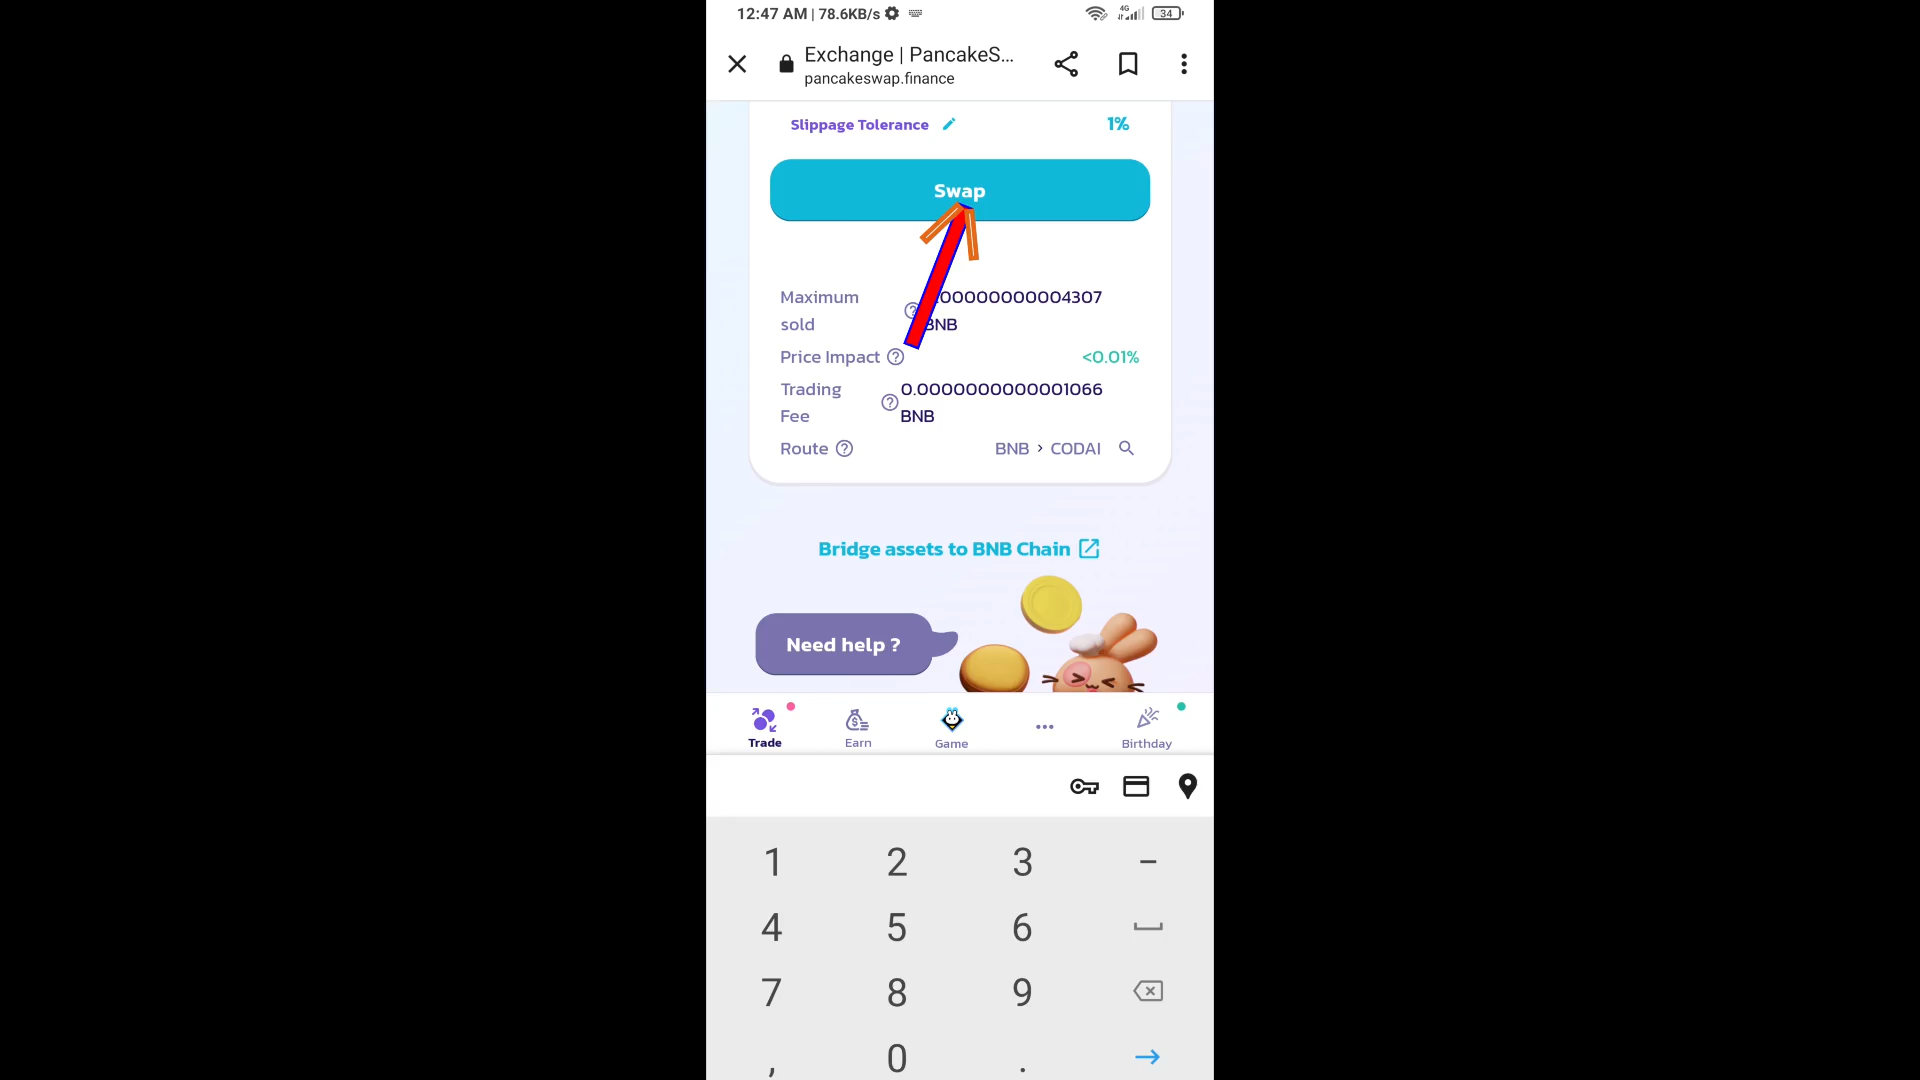 12:47 AM | 78.6KB/s 4G 34
Exchange | PancakeS...
pancakeswap.finance
Slippage Tolerance 1%
Swap
Maximum sold .00000000004307 BNB
Price Impact ? <0.01%
Trading Fee ? 0.0000000000001066 BNB
Route ? BNB > CODAI
Bridge assets to BNB Chain
Need help ?
Trade Earn Game ... Birthday
1 2 3 -
4 5 6
7 8 9
, 0 .